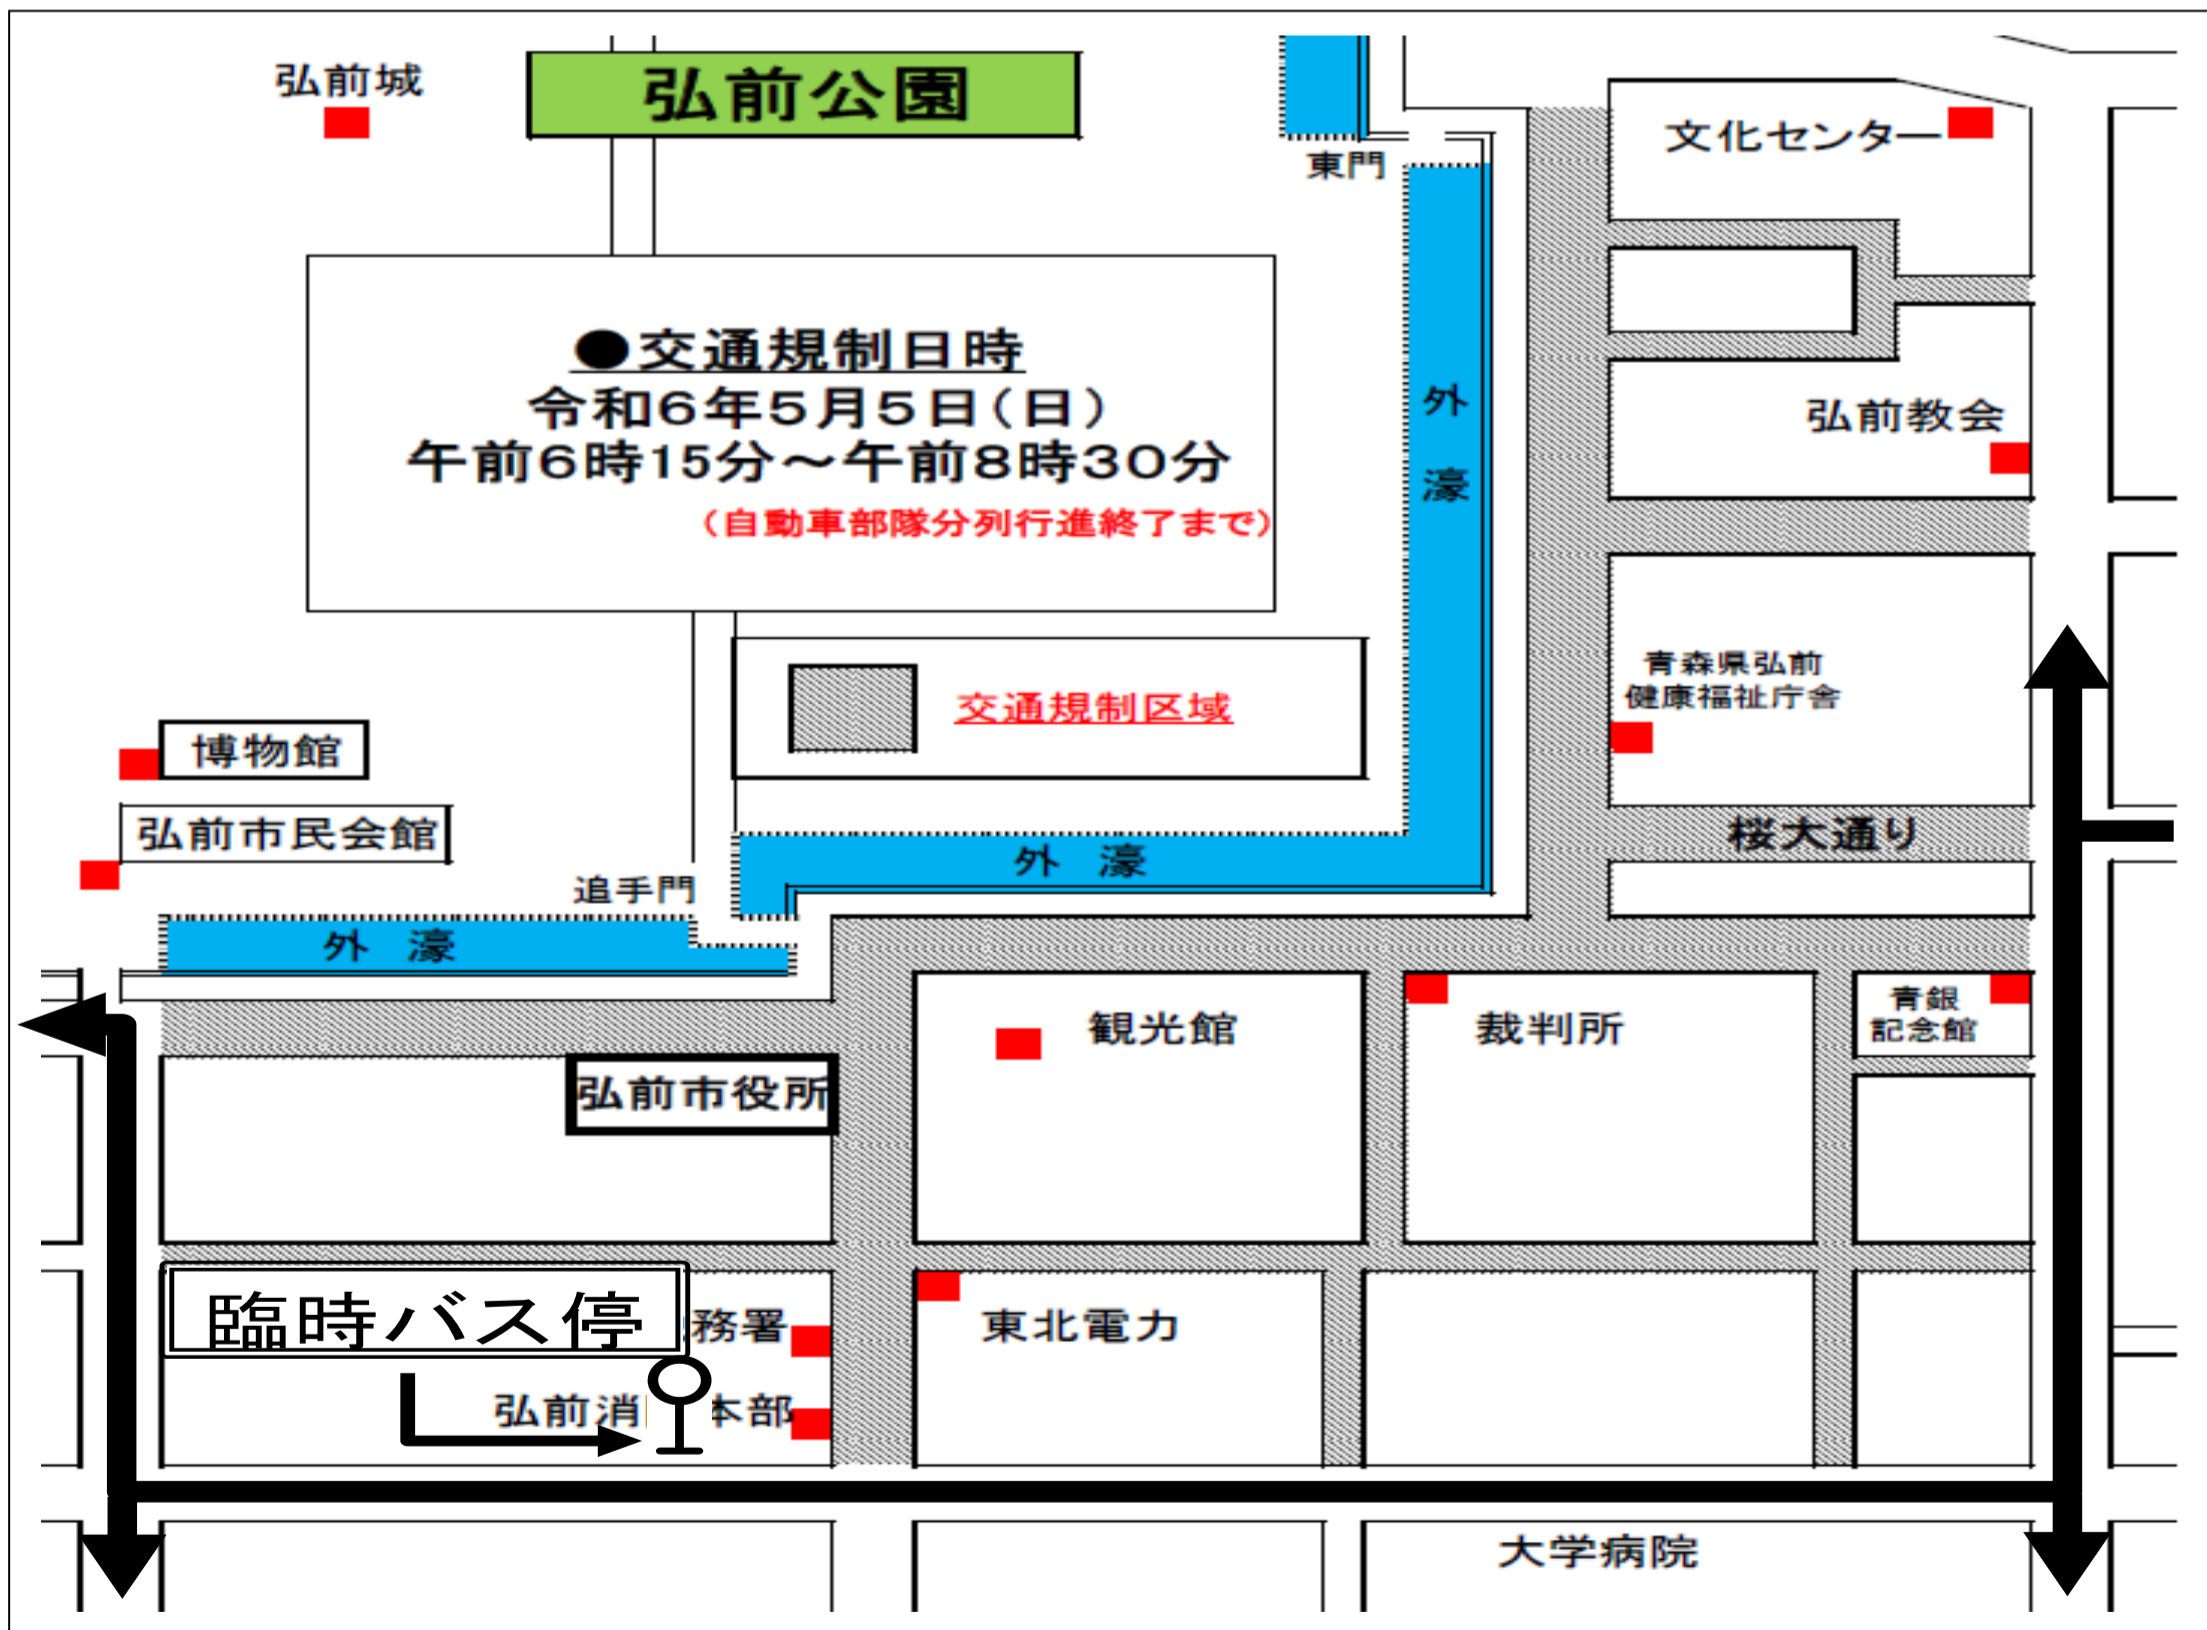 弘前城
弘前公園
東門
文化センター
●交通規制日時
令和6年5月5日(日)
午前6時15分～午前8時30分
(自動車部隊分列行進終了まで)
外濠
弘前教会
青森県弘前
健康福祉庁舎
交通規制区域
博物館
弘前市民会館
桜大通り
外 濠
追手門
外 濠
観光館
裁判所
青銀
記念館
弘前市役所
臨時バス停
務署
東北電力
弘前消
本部
大学病院